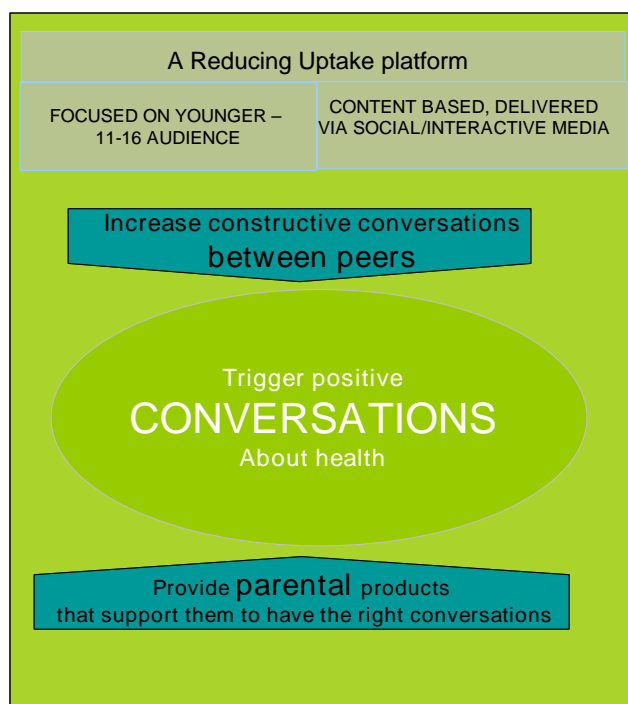 A Reducing Uptake platform
FOCUSED ON YOUNGER –
11-16 AUDIENCE
CONTENT BASED, DELIVERED
VIA SOCIAL/INTERACTIVE MEDIA
Increase constructive conversations
between peers
Trigger positive
CONVERSATIONS
About health
Provide parental products
that support them to have the right conversations